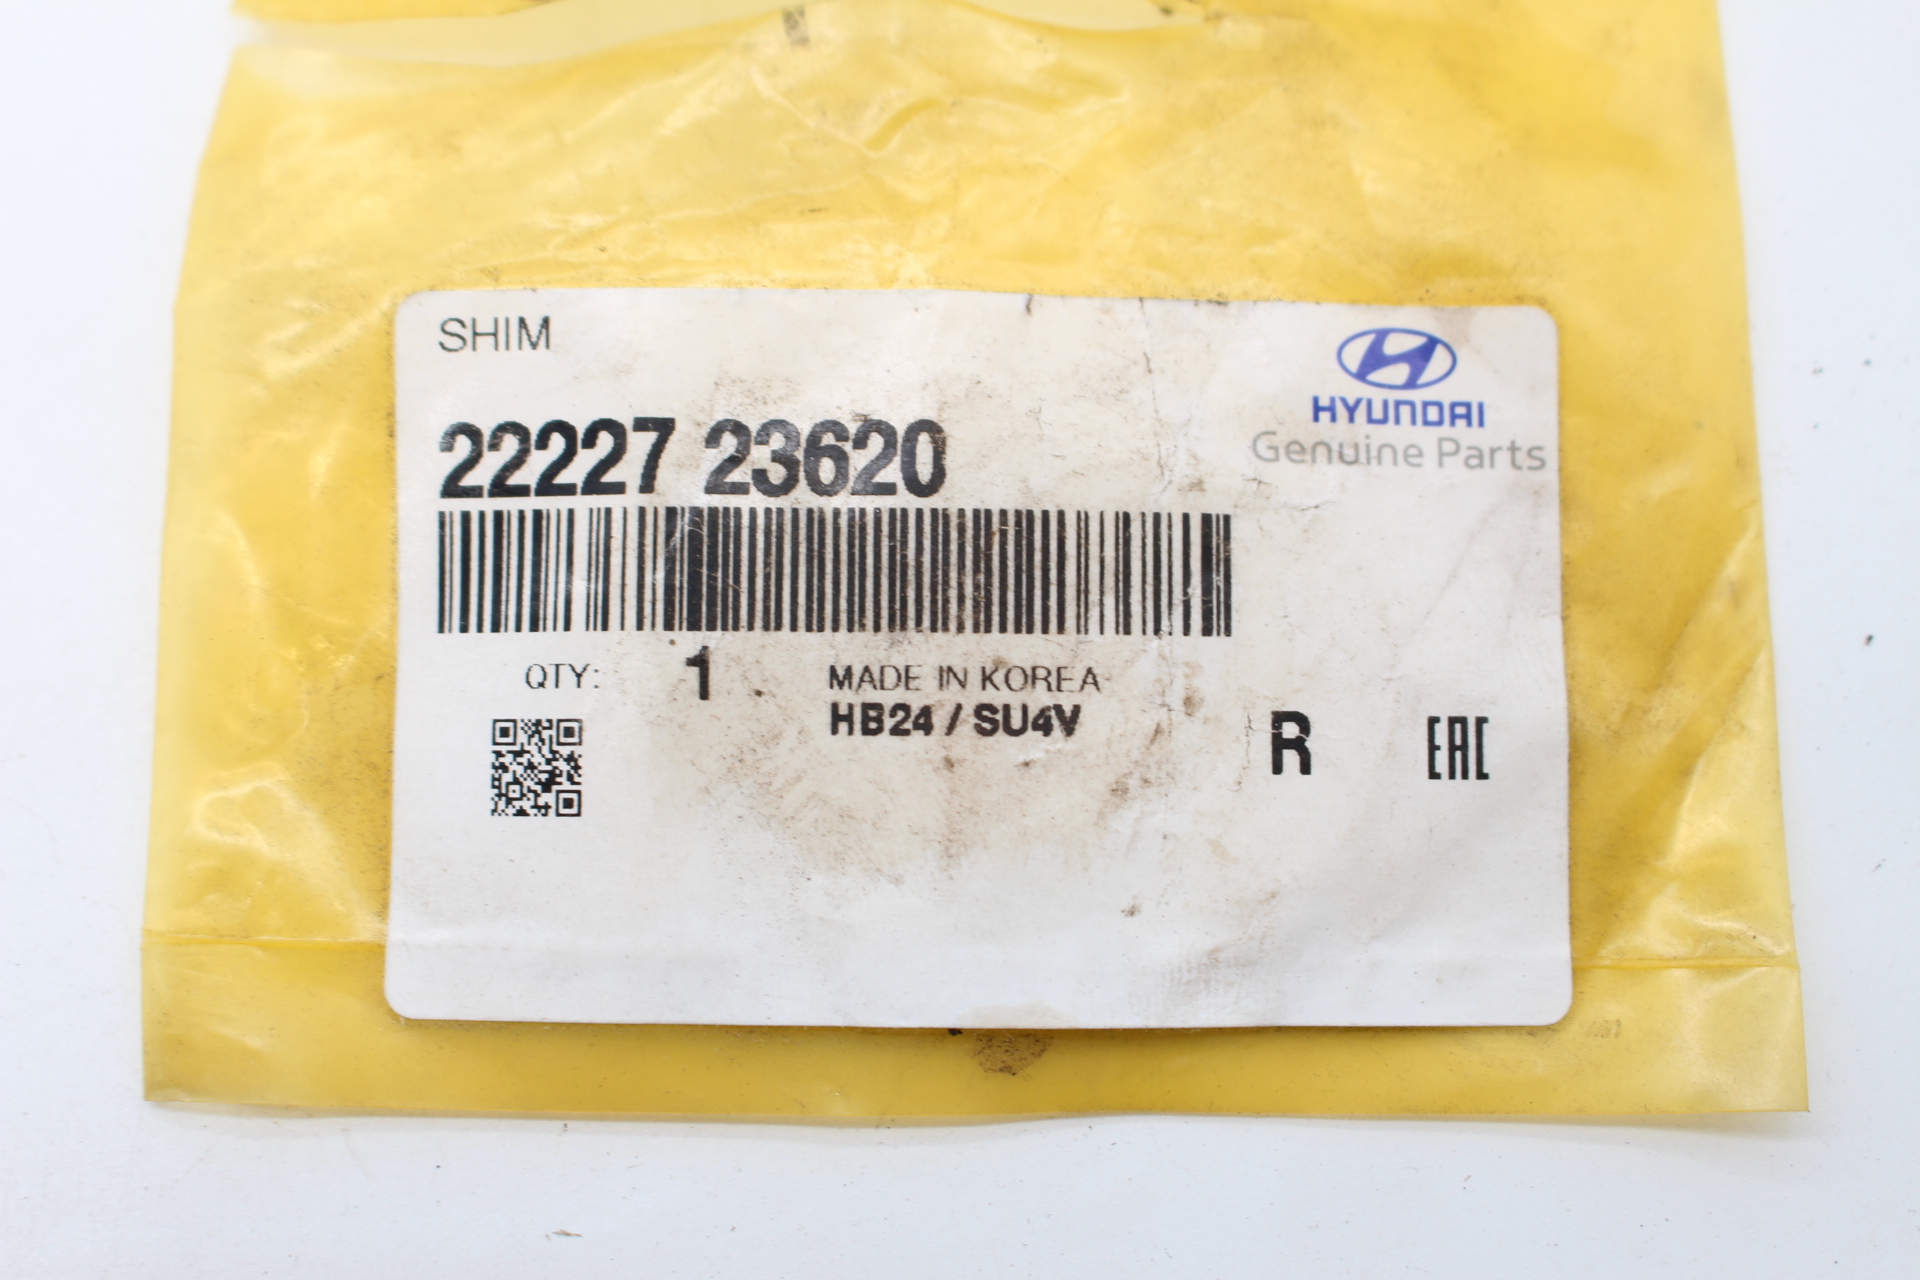 SHIM
HYUNDAI
Genuine Parts
22227 23620
QTY: 1 MADE IN KOREA
HB24 / SU4V
R EAC